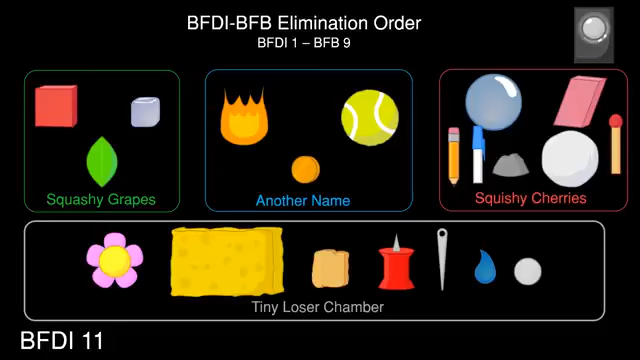 BFDI-BFB Elimination Order
BFDI 1 – BFB 9
Squashy Grapes
Another Name
Squishy Cherries
Tiny Loser Chamber
BFDI 11